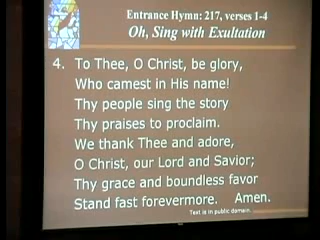 Entrance Hymn: 217, verses 1-4
Oh, Sing with Exultation
4. To Thee, O Christ, be glory,
Who camest in His name!
Thy people sing the story
Thy praises to proclaim.
We thank Thee and adore,
O Christ, our Lord and Savior;
Thy grace and boundless favor
Stand fast forevermore. Amen.
Text is in public domain.